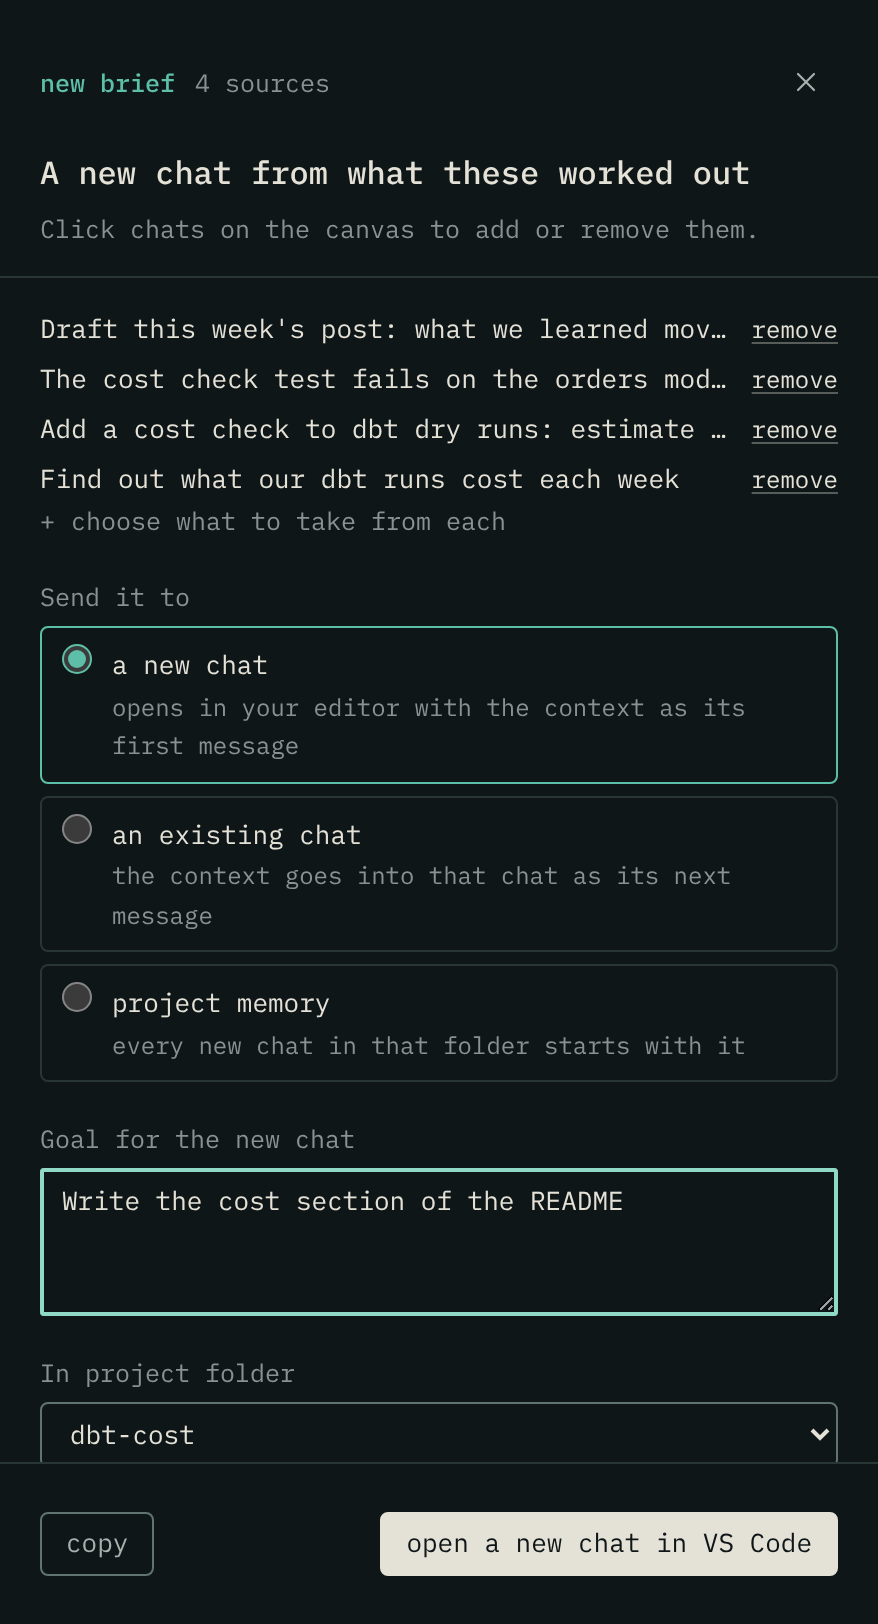 new brief 4 sources
A new chat from what these worked out
Click chats on the canvas to add or remove them.
Draft this week's post: what we learned mov… remove
The cost check test fails on the orders mod… remove
Add a cost check to dbt dry runs: estimate … remove
Find out what our dbt runs cost each week remove
+ choose what to take from each
Send it to
a new chat
opens in your editor with the context as its
first message
an existing chat
the context goes into that chat as its next
message
project memory
every new chat in that folder starts with it
Goal for the new chat
Write the cost section of the README
In project folder
dbt-cost
copy
open a new chat in VS Code